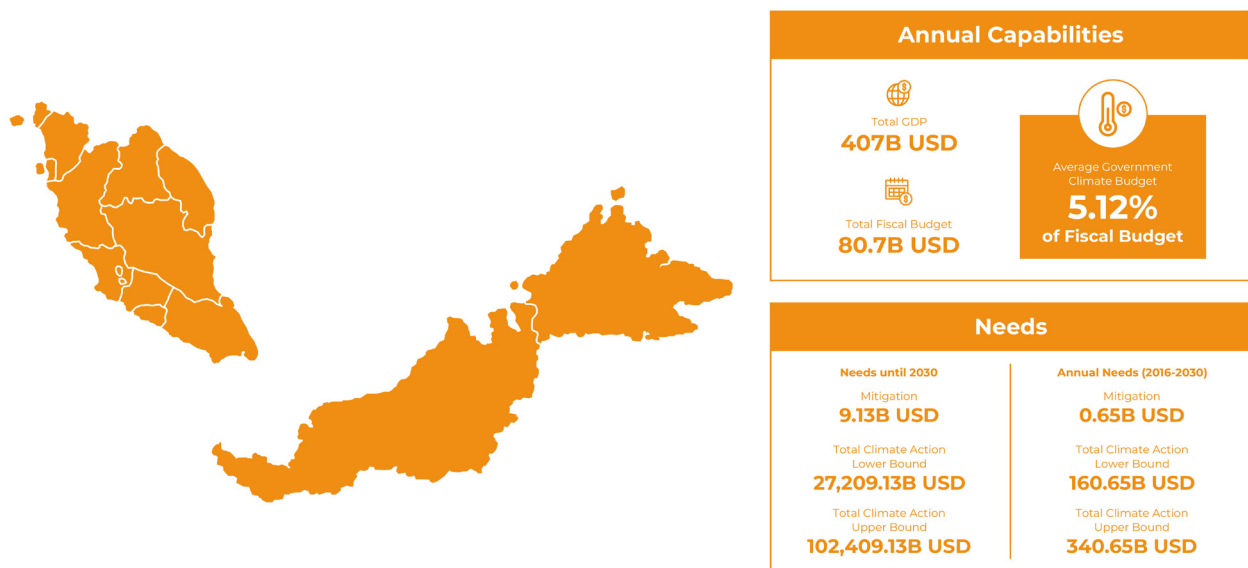 Annual Capabilities
Total GDP
407B USD
Total Fiscal Budget
80.7B USD
Average Government
Climate Budget
5.12%
of Fiscal Budget
Needs
Needs until 2030
Mitigation
9.13B USD
Total Climate Action
Lower Bound
27,209.13B USD
Total Climate Action
Upper Bound
102,409.13B USD
Annual Needs (2016-2030)
Mitigation
0.65B USD
Total Climate Action
Lower Bound
160.65B USD
Total Climate Action
Upper Bound
340.65B USD